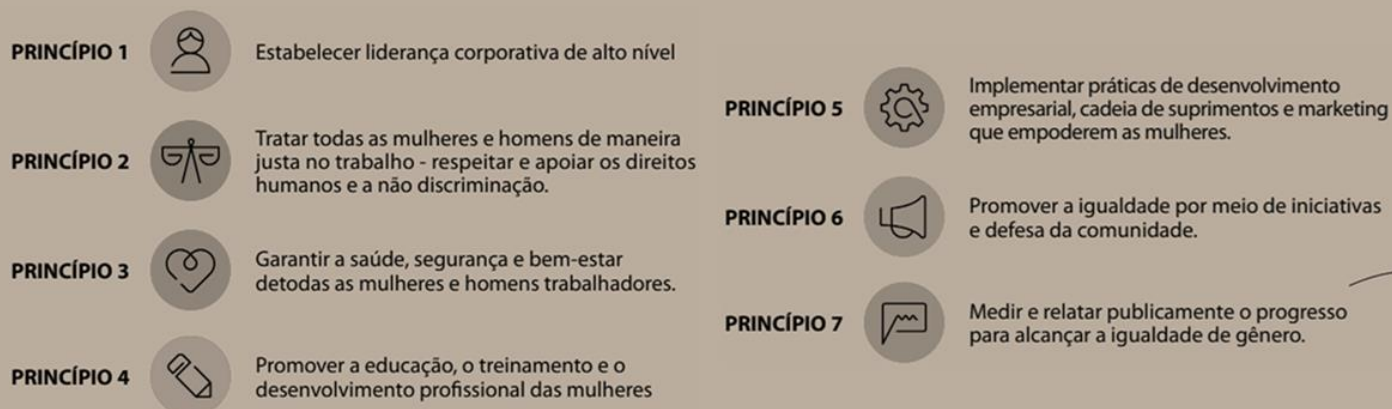 PRINCÍPIO 1
Estabelecer liderança corporativa de alto nível
PRINCÍPIO 2
Tratar todas as mulheres e homens de maneira
justa no trabalho - respeitar e apoiar os direitos
humanos e a não discriminação.
PRINCÍPIO 3
Garantir a saúde, segurança e bem-estar
detodas as mulheres e homens trabalhadores.
PRINCÍPIO 4
Promover a educação, o treinamento e o
desenvolvimento profissional das mulheres
PRINCÍPIO 5
Implementar práticas de desenvolvimento
empresarial, cadeia de suprimentos e marketing
que empoderem as mulheres.
PRINCÍPIO 6
Promover a igualdade por meio de iniciativas
e defesa da comunidade.
PRINCÍPIO 7
Medir e relatar publicamente o progresso
para alcançar a igualdade de gênero.